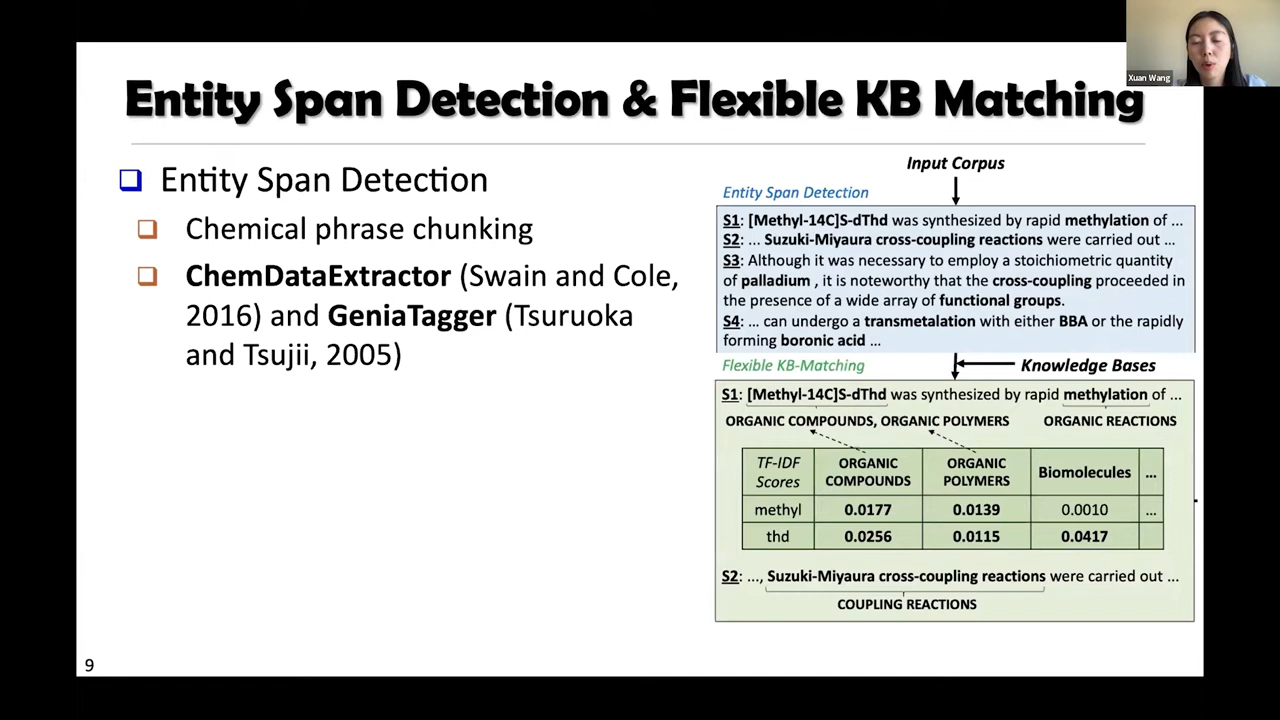 Xuan Wang
Entity Span Detection & Flexible KB Matching
Entity Span Detection
Chemical phrase chunking
ChemDataExtractor (Swain and Cole,
2016) and GeniaTagger (Tsuruoka
and Tsujii, 2005)
Input Corpus
Entity Span Detection
S1: [Methyl-14C]S-dThd was synthesized by rapid methylation of ...
S2: ... Suzuki-Miyaura cross-coupling reactions were carried out ...
S3: Although it was necessary to employ a stoichiometric quantity
of palladium , it is noteworthy that the cross-coupling proceeded in
the presence of a wide array of functional groups.
S4: ... can undergo a transmetalation with either BBA or the rapidly
forming boronic acid ...
Flexible KB-Matching
Knowledge Bases
S1: [Methyl-14C]S-dThd was synthesized by rapid methylation of ...
ORGANIC COMPOUNDS, ORGANIC POLYMERS ORGANIC REACTIONS
TF-IDF Scores ORGANIC COMPOUNDS ORGANIC POLYMERS Biomolecules ...
methyl 0.0177 0.0139 0.0010 ...
thd 0.0256 0.0115 0.0417
S2: ..., Suzuki-Miyaura cross-coupling reactions were carried out ...
COUPLING REACTIONS
9